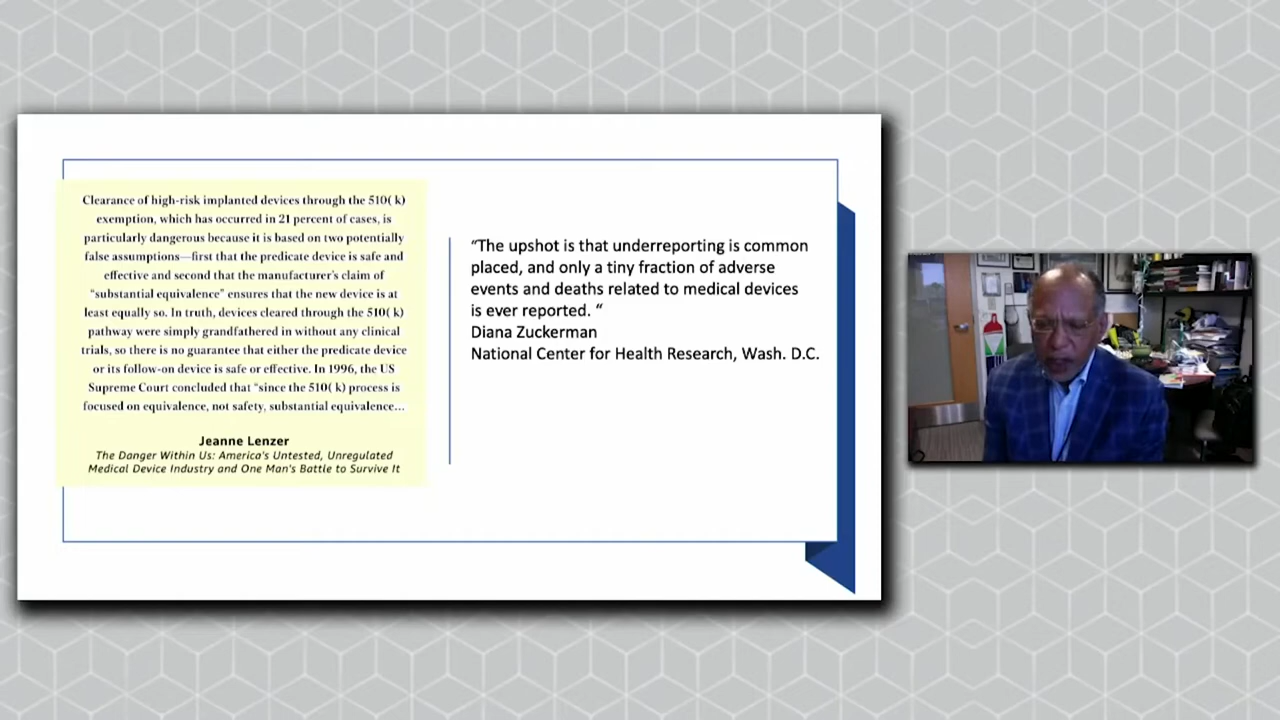 Clearance of high-risk implanted devices through the 510( k)
exemption, which has occurred in 21 percent of cases, is
particularly dangerous because it is based on two potentially
false assumptions—first that the predicate device is safe and
effective and second that the manufacturer's claim of
"substantial equivalence" ensures that the new device is at
least equally so. In truth, devices cleared through the 510( k)
pathway were simply grandfathered in without any clinical
trials, so there is no guarantee that either the predicate device
or its follow-on device is safe or effective. In 1996, the US
Supreme Court concluded that "since the 510( k) process is
focused on equivalence, not safety, substantial equivalence…
Jeanne Lenzer
The Danger Within Us: America's Untested, Unregulated
Medical Device Industry and One Man's Battle to Survive It
"The upshot is that underreporting is common
placed, and only a tiny fraction of adverse
events and deaths related to medical devices
is ever reported. "
Diana Zuckerman
National Center for Health Research, Wash. D.C.